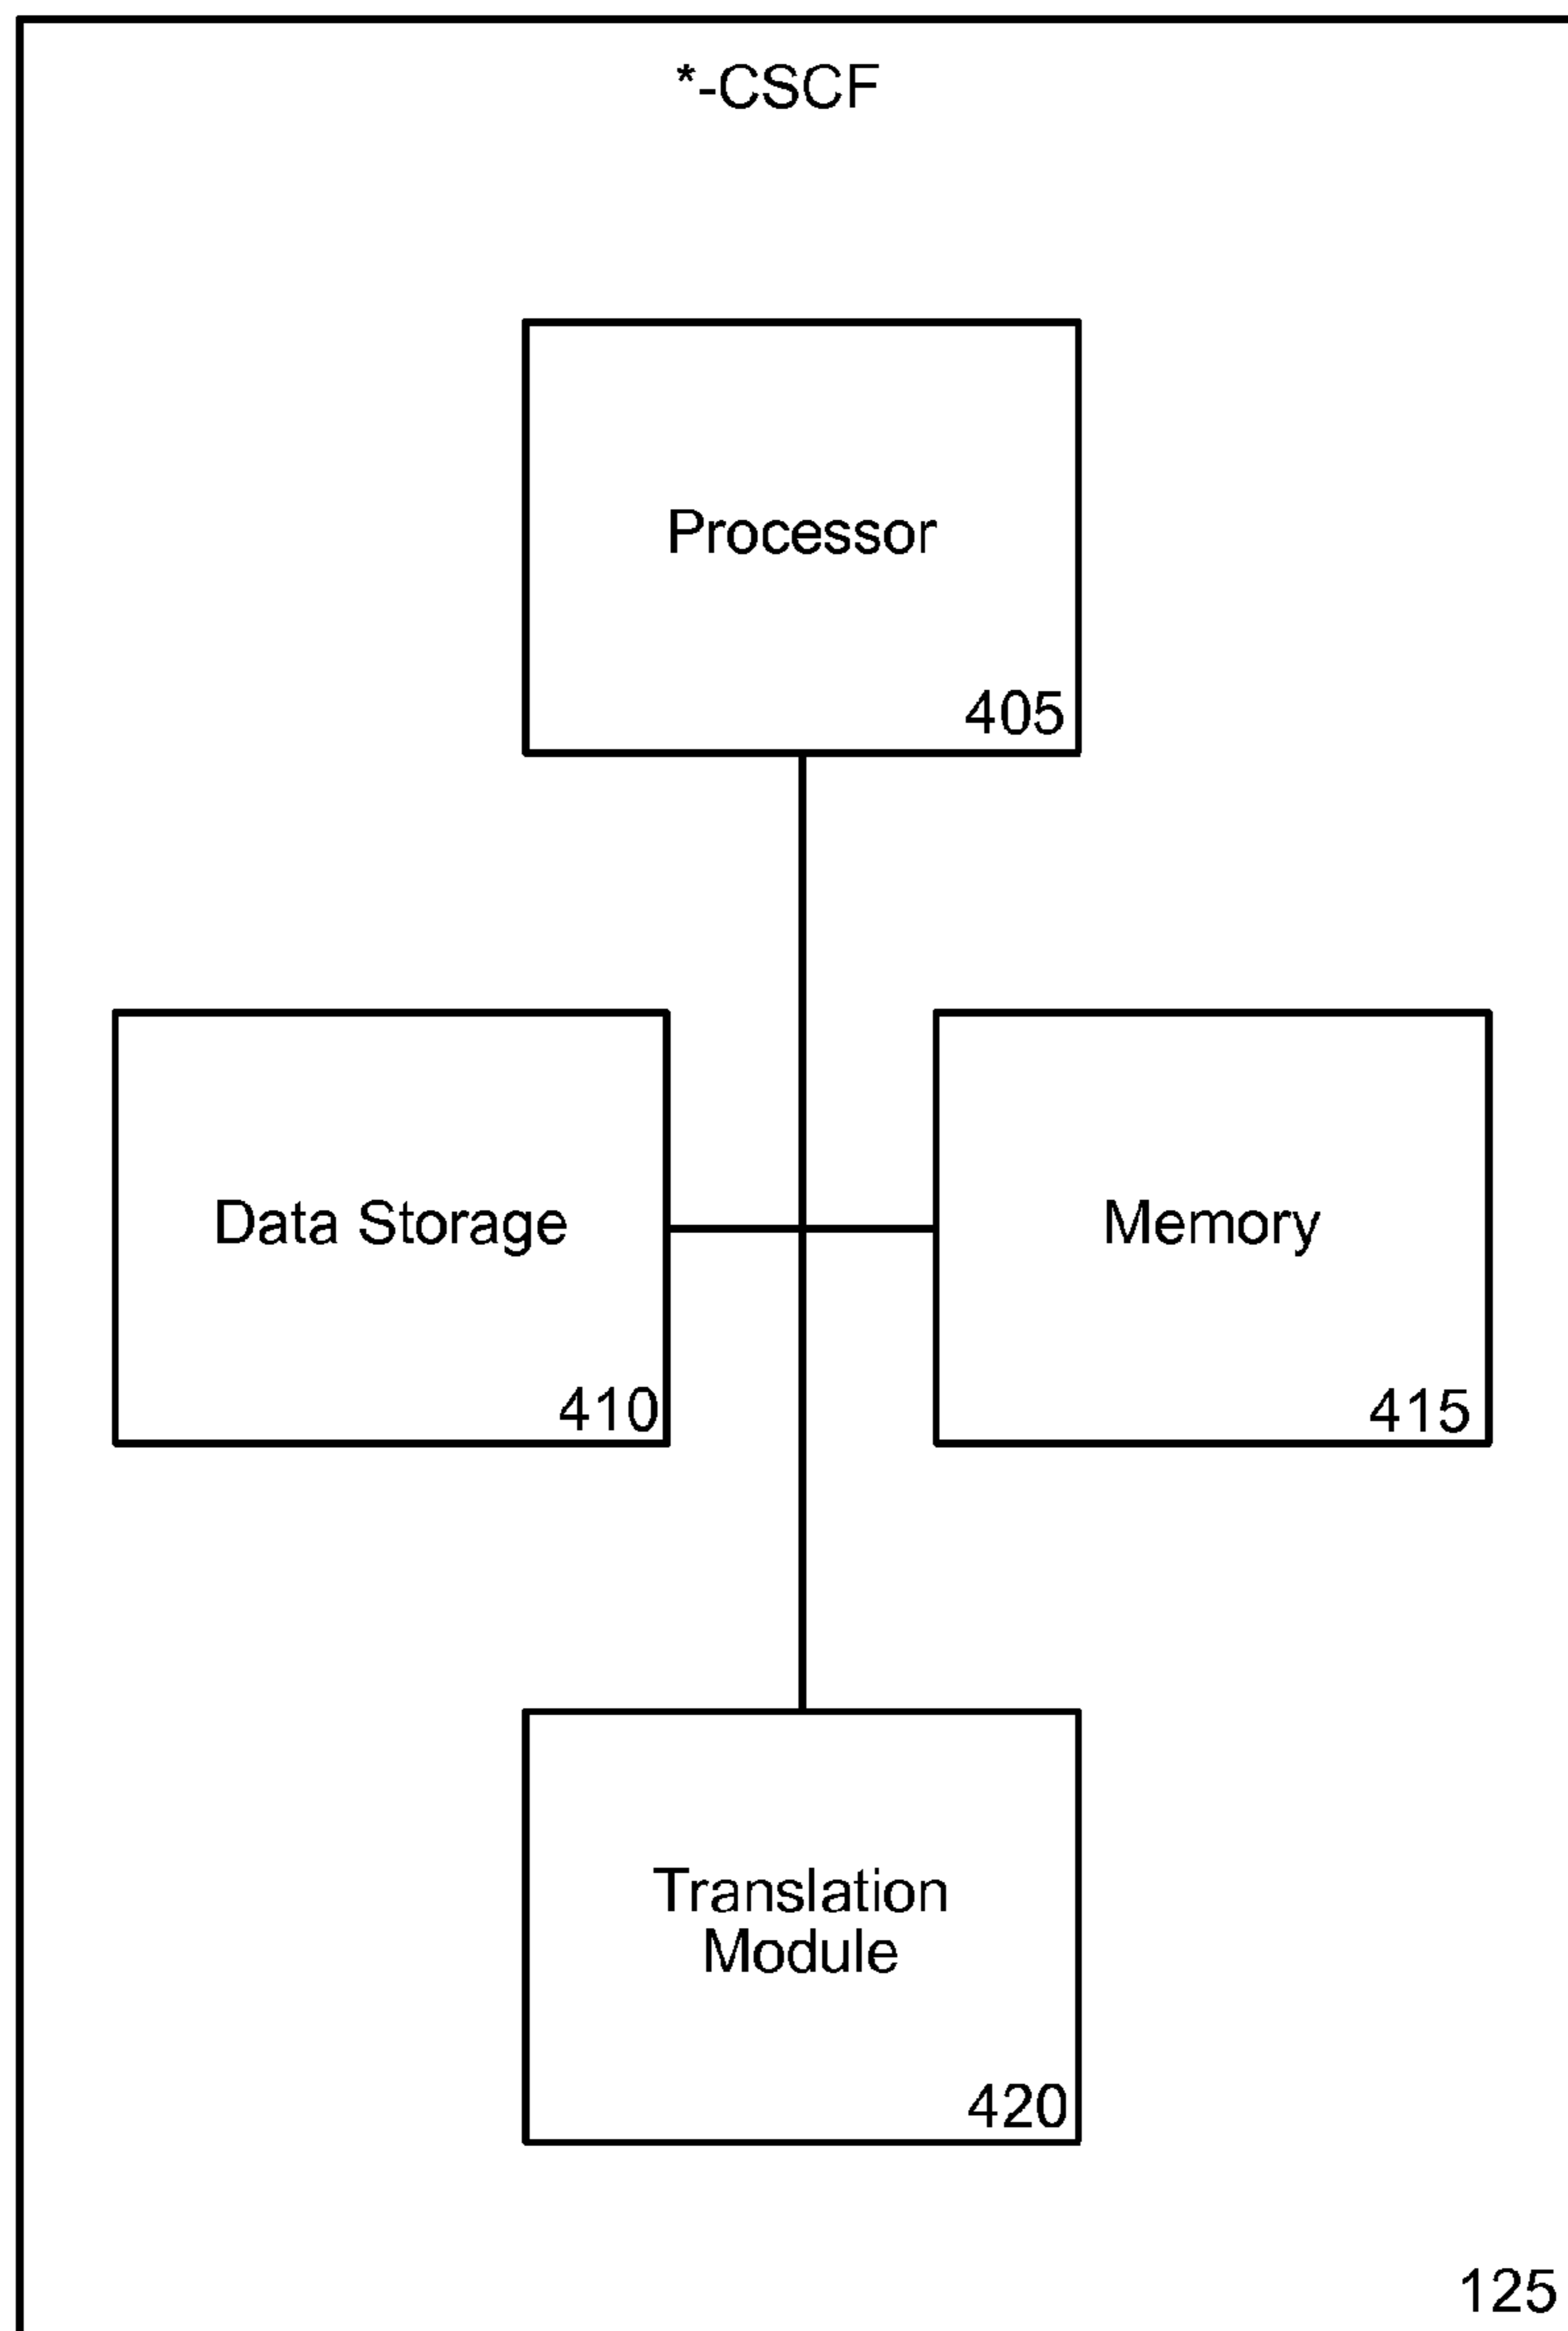 *-CSCF
Processor
405
Data Storage
410
Memory
415
Translation
Module
420
125